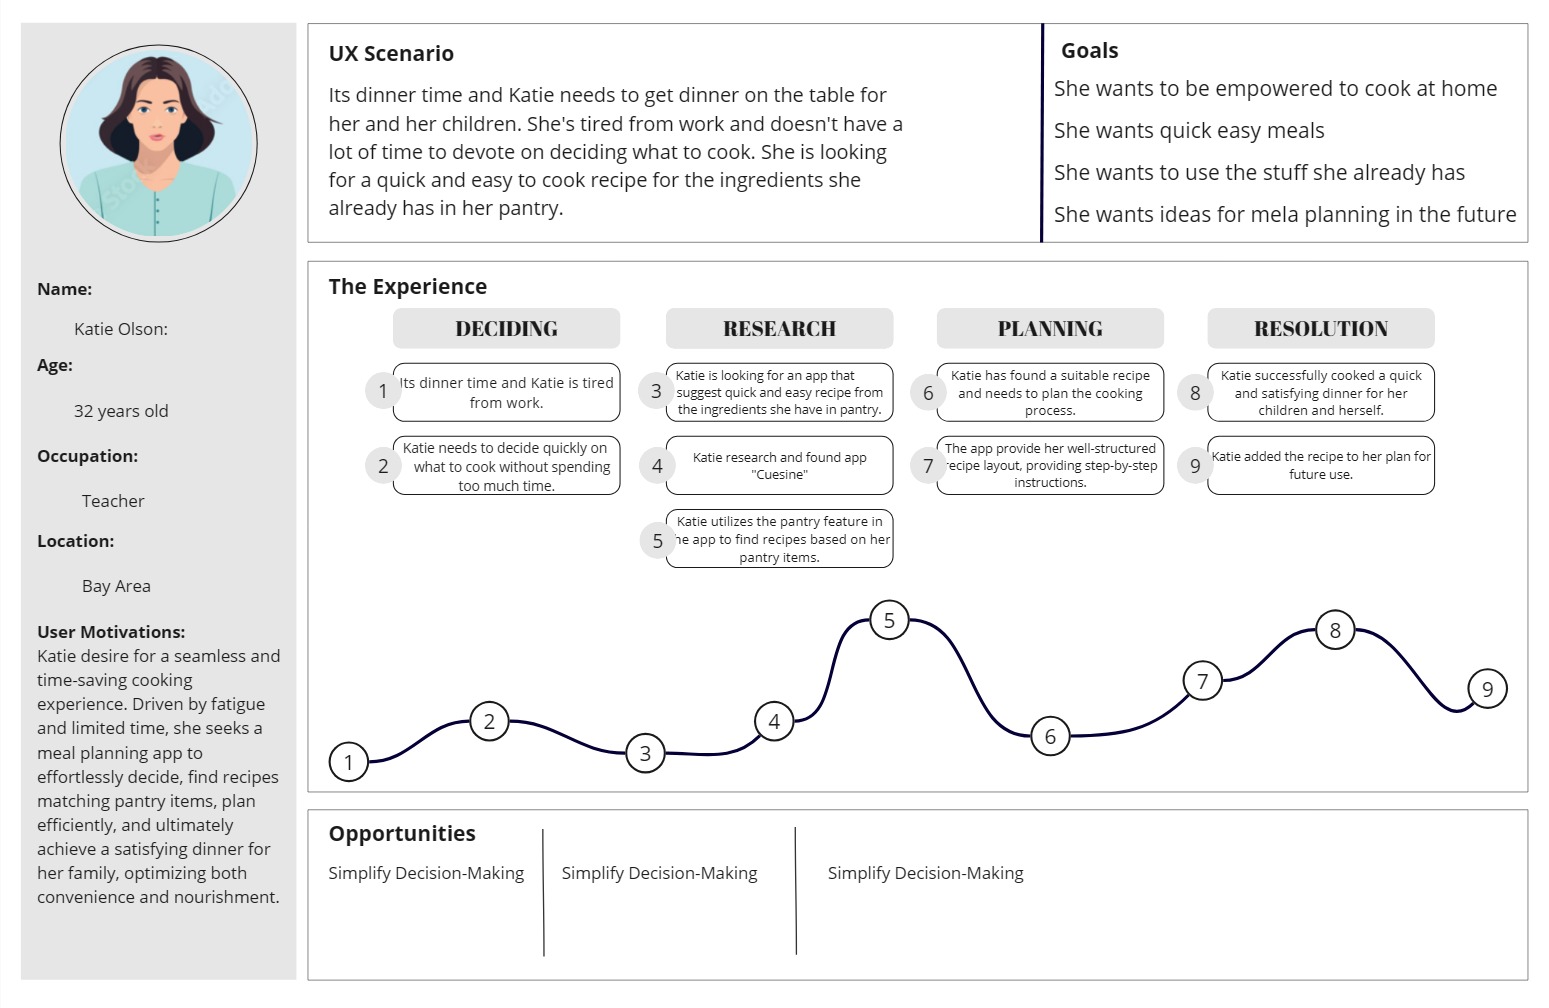 Name:
Katie Olson:
Age:
32 years old
Occupation:
Teacher
Location:
Bay Area
User Motivations:
Katie desire for a seamless and
time-saving cooking
experience. Driven by fatigue
and limited time, she seeks a
meal planning app to
effortlessly decide, find recipes
matching pantry items, plan
efficiently, and ultimately
achieve a satisfying dinner for
her family, optimizing both
convenience and nourishment.
UX Scenario
Its dinner time and Katie needs to get dinner on the table for
her and her children. She's tired from work and doesn't have a
lot of time to devote on deciding what to cook. She is looking
for a quick and easy to cook recipe for the ingredients she
already has in her pantry.
Goals
She wants to be empowered to cook at home
She wants quick easy meals
She wants to use the stuff she already has
She wants ideas for mela planning in the future
The Experience
DECIDING
1
Its dinner time and Katie is tired
from work.
2
Katie needs to decide quickly on
what to cook without spending
too much time.
RESEARCH
3
Katie is looking for an app that
suggest quick and easy recipe from
the ingredients she have in pantry.
4
Katie research and found app
"Cuesine"
5
Katie utilizes the pantry feature in
he app to find recipes based on her
pantry items.
PLANNING
6
Katie has found a suitable recipe
and needs to plan the cooking
process.
7
The app provide her well-structured
recipe layout, providing step-by-step
instructions.
RESOLUTION
8
Katie successfully cooked a quick
and satisfying dinner for her
children and herself.
9
Katie added the recipe to her plan for
future use.
1
2
3
4
5
6
7
8
9
Opportunities
Simplify Decision-Making
Simplify Decision-Making
Simplify Decision-Making